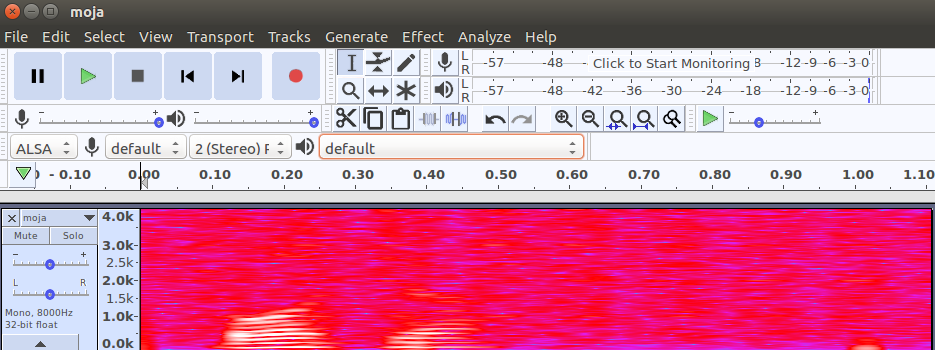 moja
File Edit Select View Transport Tracks Generate Effect Analyze Help
L
R
-57 -48 - Click to Start Monitoring 8 -12 -9 -6 -3 0
L
R
-57 -48 -42 -36 -30 -24 -18 -12 -9 -6 -3 0
- +
- +
ALSA default 2 (Stereo) F default
0 - 0.10 0.00 0.10 0.20 0.30 0.40 0.50 0.60 0.70 0.80 0.90 1.00 1.10
moja
Mute Solo
- +
L R
Mono, 8000Hz
32-bit float
4.0k
3.0k
2.5k
2.0k
1.5k
1.0k
0.0k